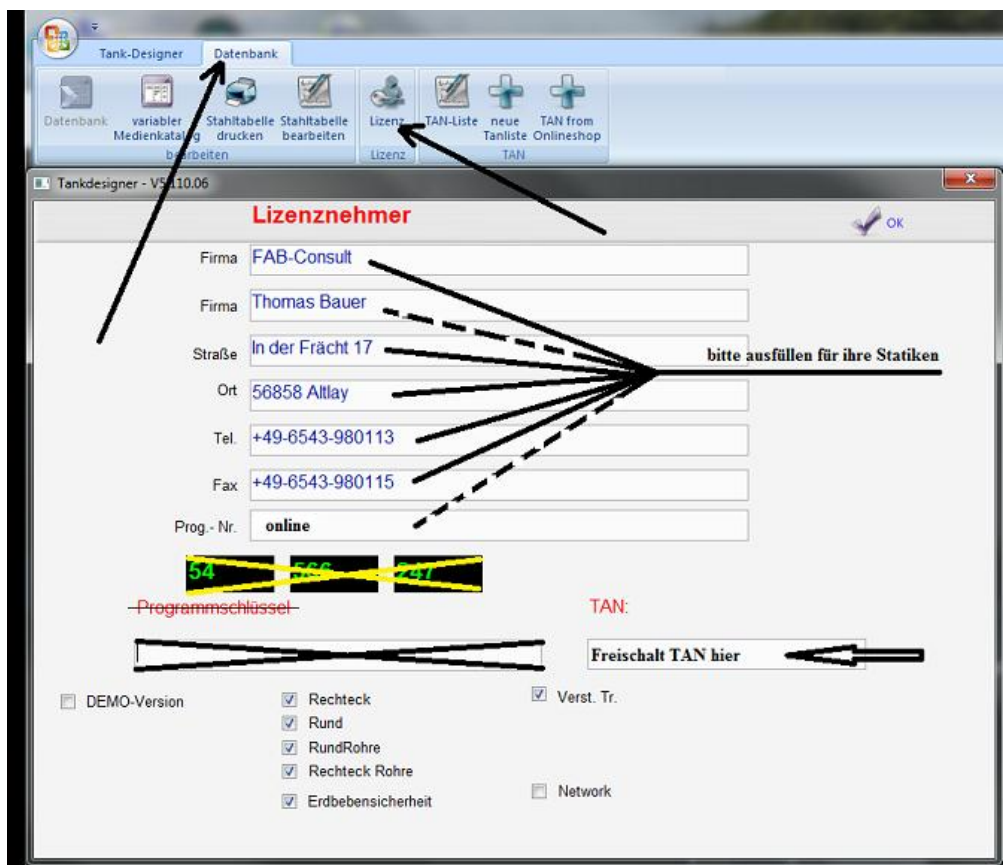 Tank-Designer Datenbank
Datenbank variabler Medienkatalog Stahltabelle drucken Stahltabelle bearbeiten Lizenz TAN-Liste neue Tanliste TAN from Onlineshop
bearbeiten Lizenz TAN
Tankdesigner - V5.110.06
Lizenznehmer
OK
Firma FAB-Consult
Firma Thomas Bauer
Straße In der Frächt 17
bitte ausfüllen für ihre Statiken
Ort 56858 Altlay
Tel. +49-6543-980113
Fax +49-6543-980115
Prog.- Nr. online
54 566 247
Programmschlüssel TAN:
Freischalt TAN hier
DEMO-Version Rechteck Verst. Tr.
Rund
RundRohre
Rechteck Rohre
Erdbebensicherheit Network